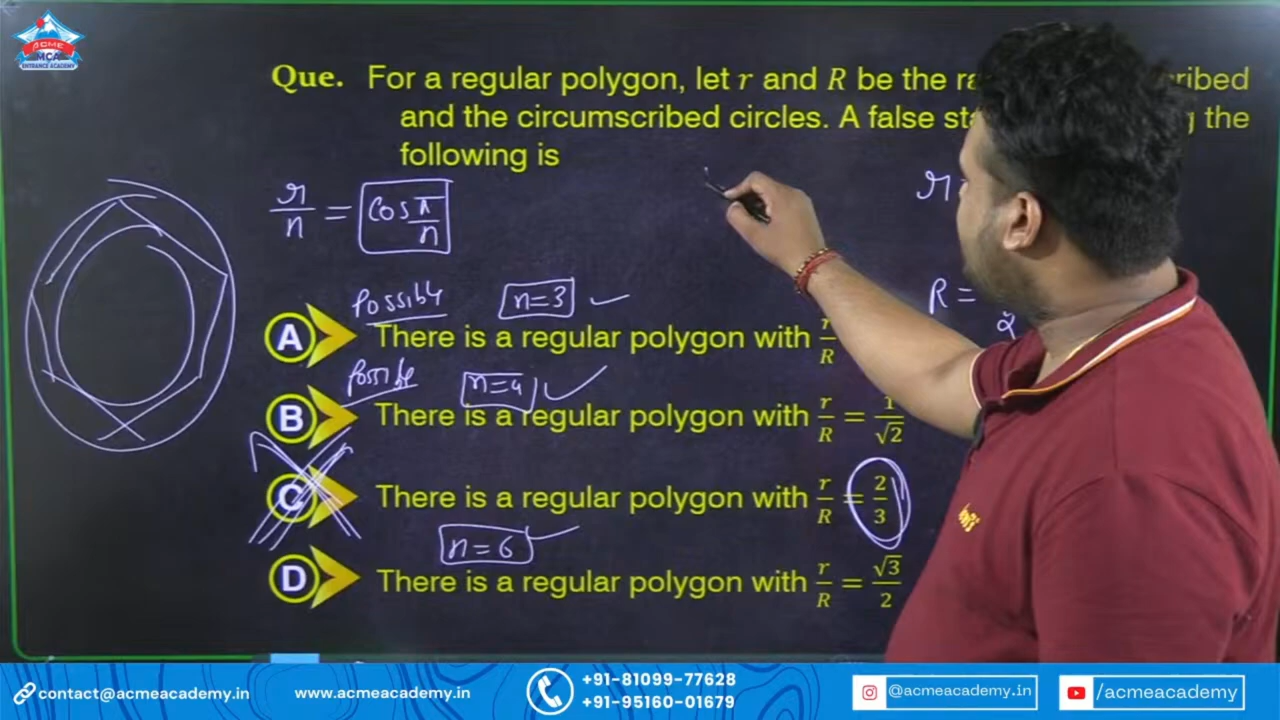 ACME
MCA
ENTRANCE ACADEMY
Que. For a regular polygon, let r and R be the
and the circumscribed circles. A false the
following is
r/n = cos π/n
r
R =
2
Possible n=3
A There is a regular polygon with r/R
Possible n=4
B There is a regular polygon with r/R = 1/√2
C There is a regular polygon with r/R = 2/3
n=6
D There is a regular polygon with r/R = √3/2
contact@acmeacademy.in www.acmeacademy.in +91-81099-77628 @acmeacademy.in /acmeacademy
+91-95160-01679